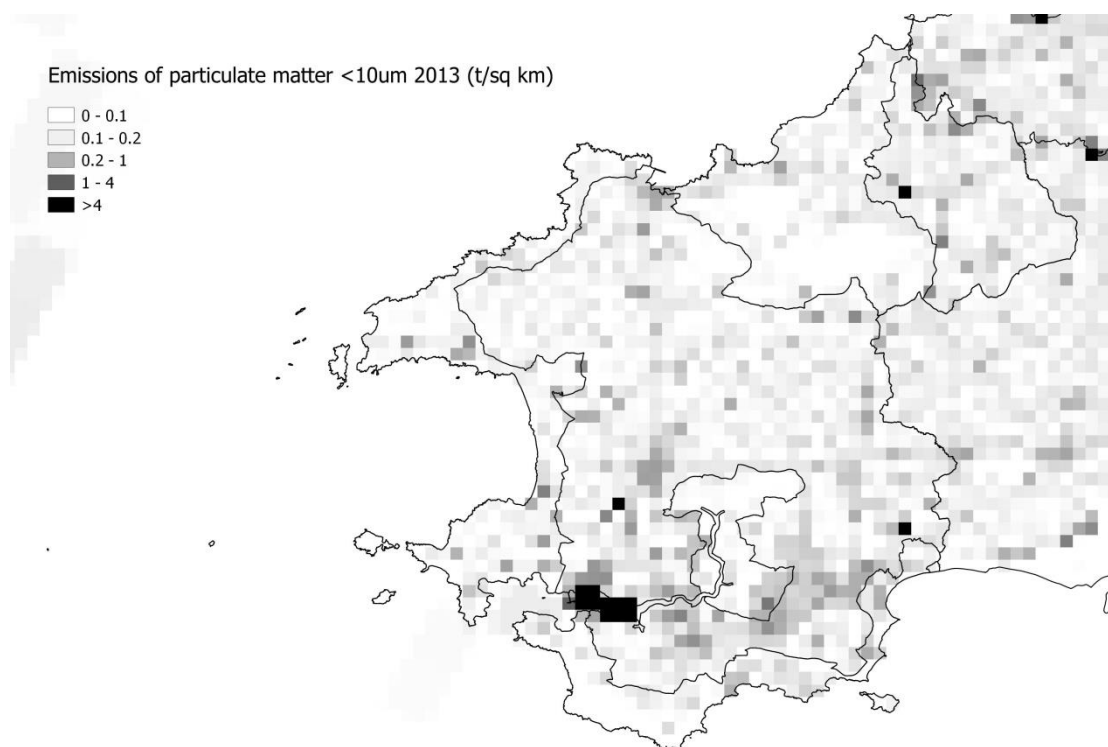 Emissions of particulate matter <10um 2013 (t/sq km)
0 - 0.1
0.1 - 0.2
0.2 - 1
1 - 4
>4